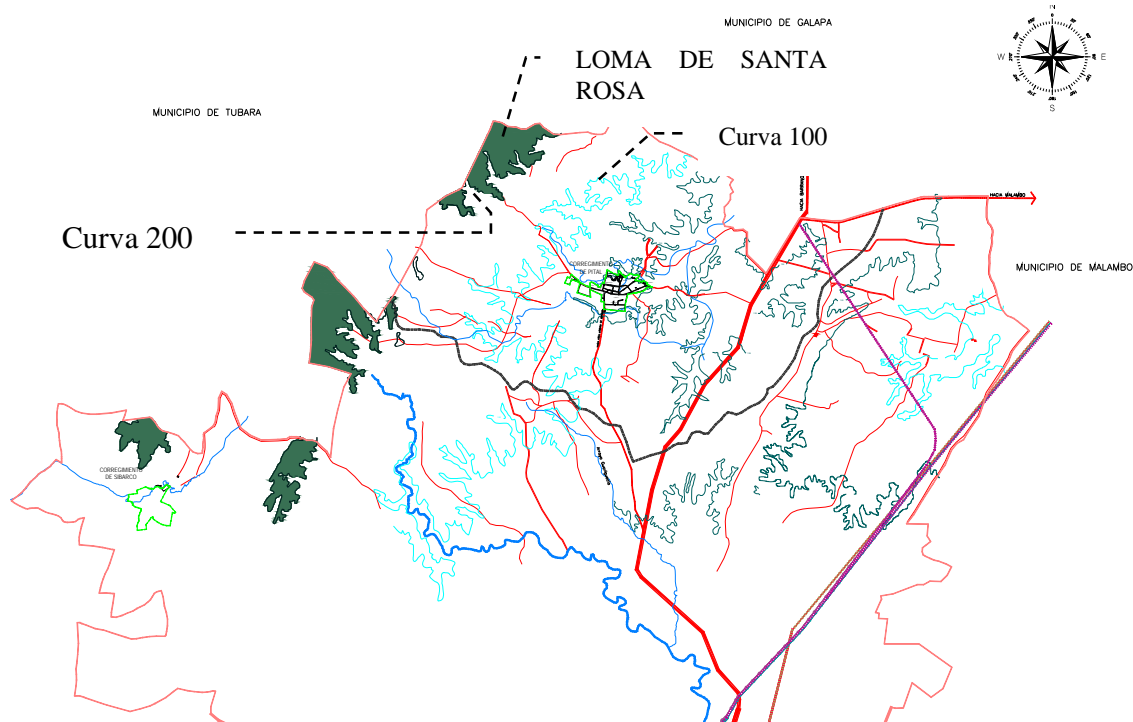 MUNICIPIO DE GALAPA
N
W
E
S
LOMA DE SANTA
ROSA
MUNICIPIO DE TUBARA
Curva 100
HACIA MALAMBO
Curva 200
CORREGIMIENTO
DE PITAL
MUNICIPIO DE MALAMBO
CORREGIMIENTO
DE SIBARCO